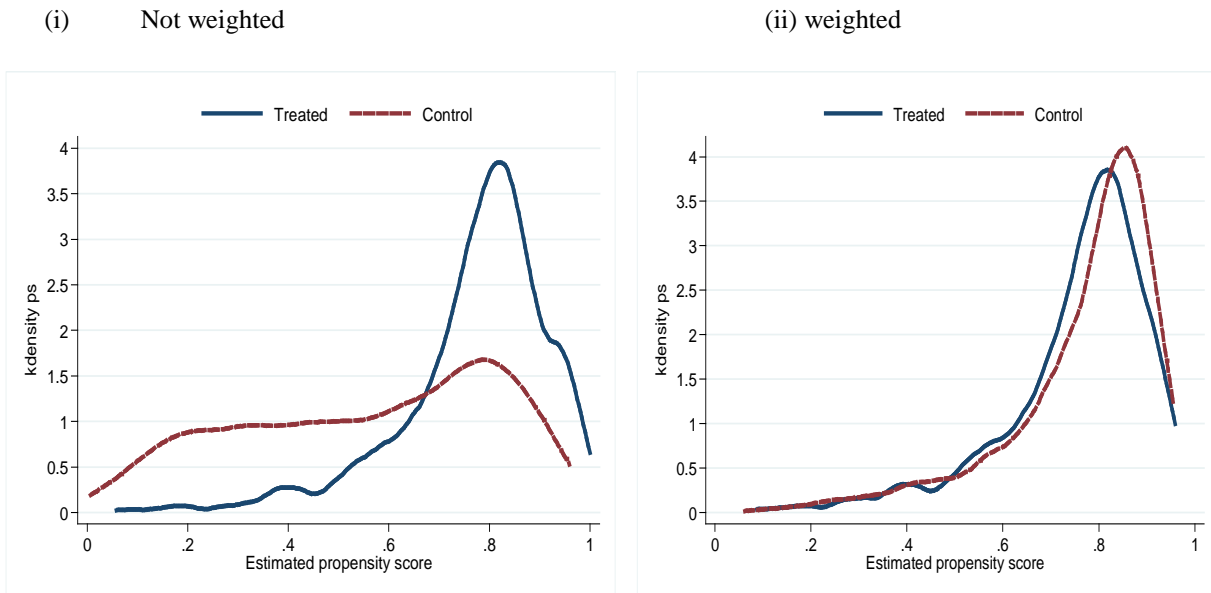 (i) Not weighted
(ii) weighted
Treated Control
4
3.5
3
2.5
2
1.5
1
0.5
0
kdensity ps
0 .2 .4 .6 .8 1
Estimated propensity score
Treated Control
4
3.5
3
2.5
2
1.5
1
0.5
0
kdensity ps
0 .2 .4 .6 .8 1
Estimated propensity score